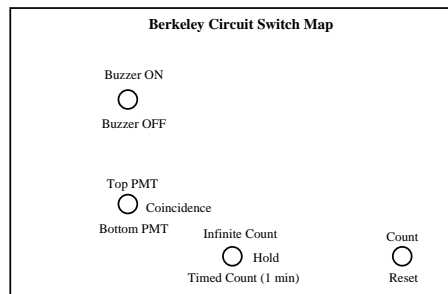 Berkeley Circuit Switch Map
Buzzer ON
Buzzer OFF
Top PMT
Coincidence
Bottom PMT
Infinite Count
Hold
Timed Count (1 min)
Count
Reset